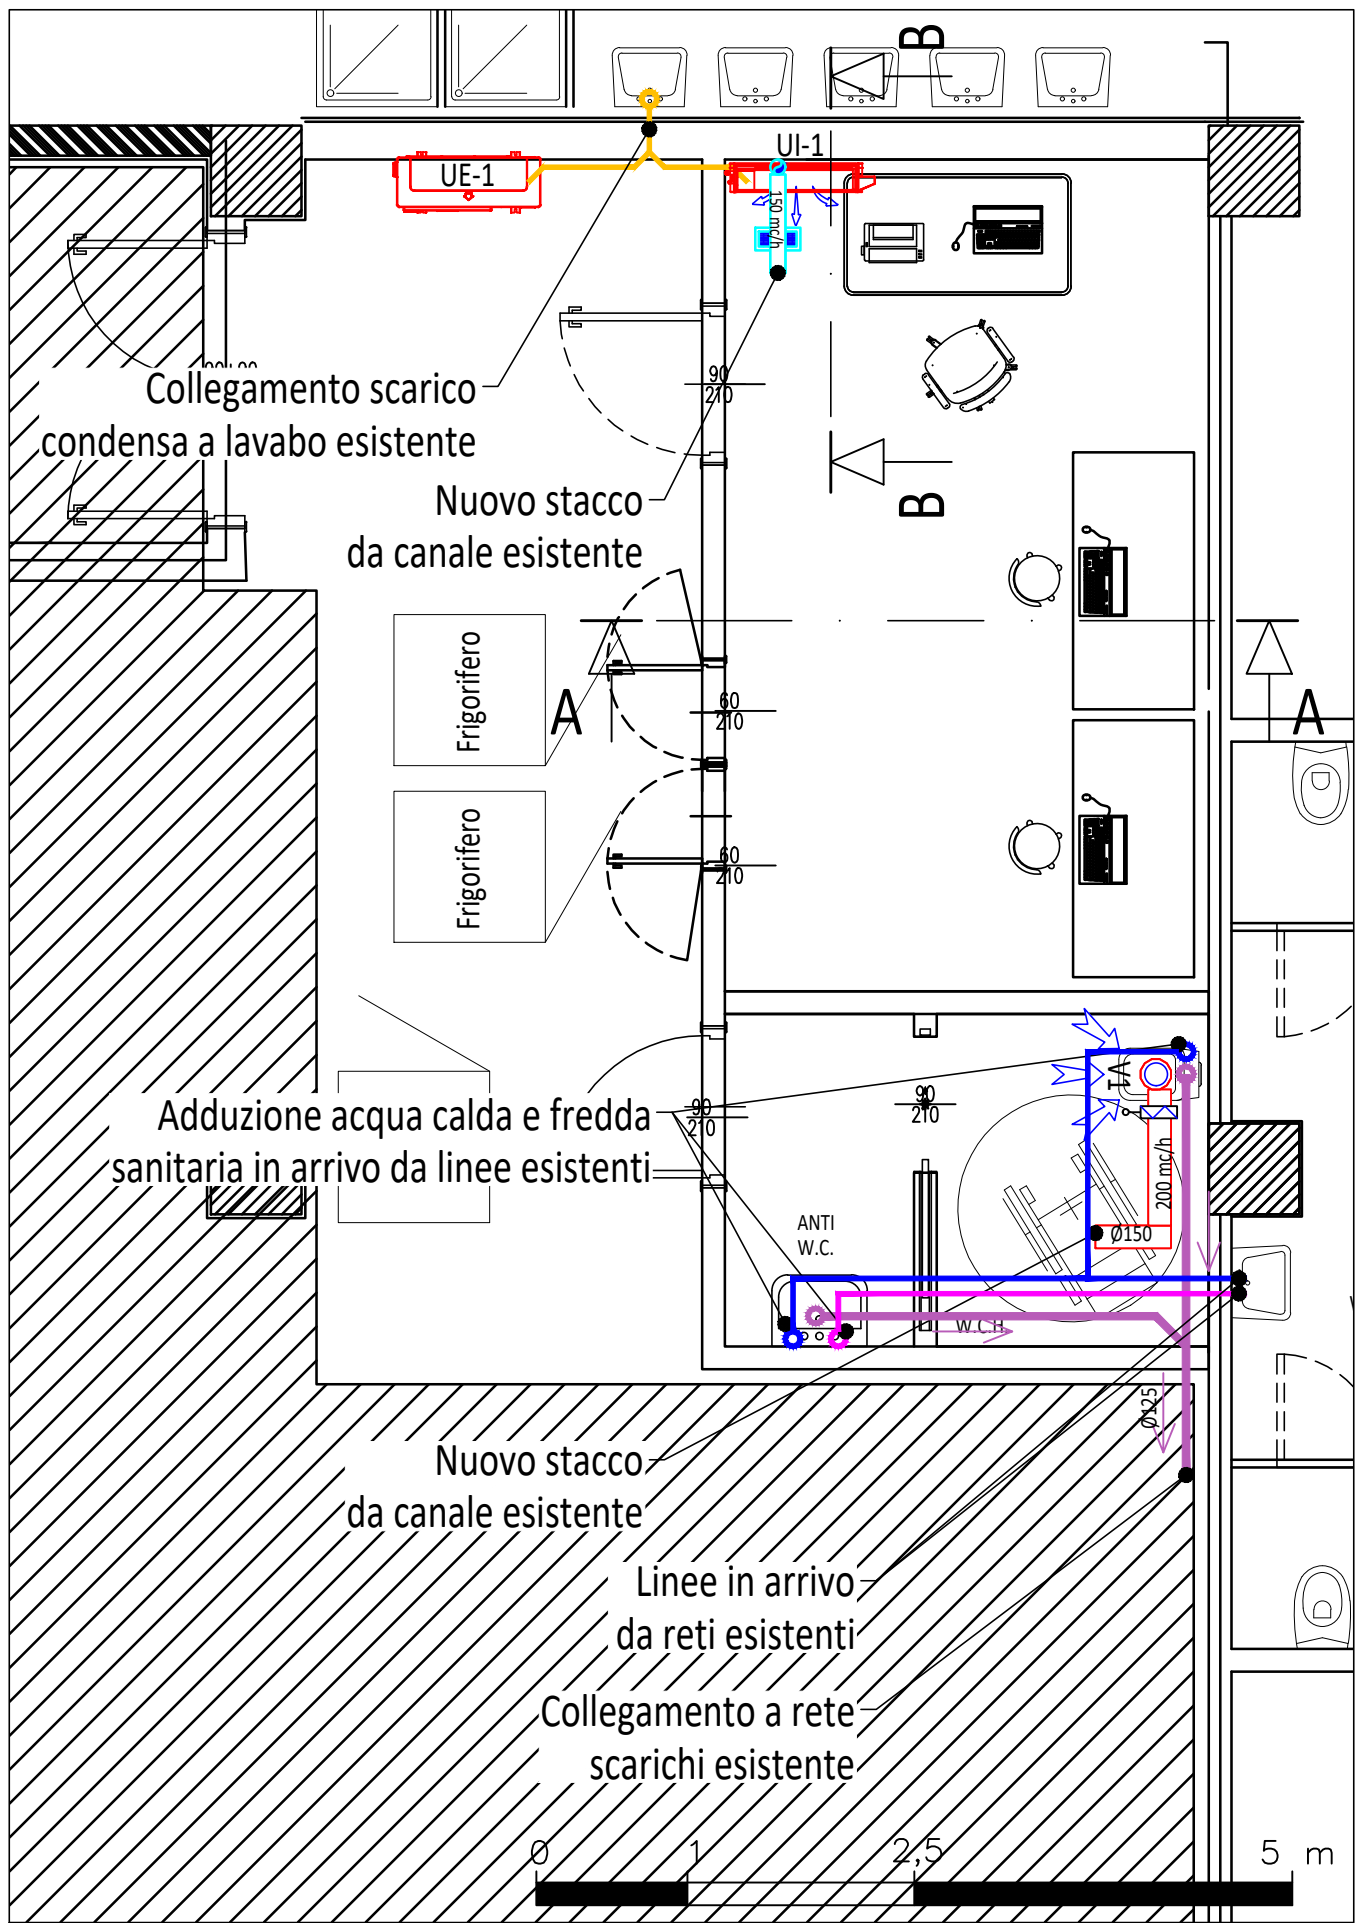 B
UI-1
UE-1
150 mc/h
90
210
Collegamento scarico
condensa a lavabo esistente
Nuovo stacco
da canale esistente
B
Frigorifero
A
A
60
210
Frigorifero
60
210
V1
90
210
90
210
Adduzione acqua calda e fredda
sanitaria in arrivo da linee esistenti
200 mc/h
ANTI
W.C.
Ø150
W.C.H.
Ø125
Nuovo stacco
da canale esistente
Linee in arrivo
da reti esistenti
Collegamento a rete
scarichi esistente
0 1 2,5 5 m